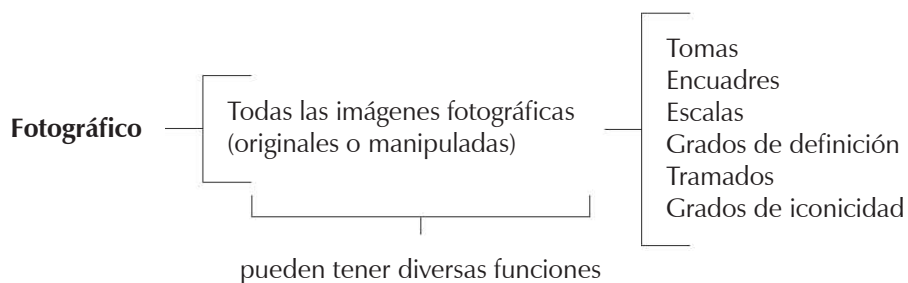 Fotográfico
Todas las imágenes fotográficas
(originales o manipuladas)
Tomas
Encuadres
Escalas
Grados de definición
Tramados
Grados de iconicidad
pueden tener diversas funciones